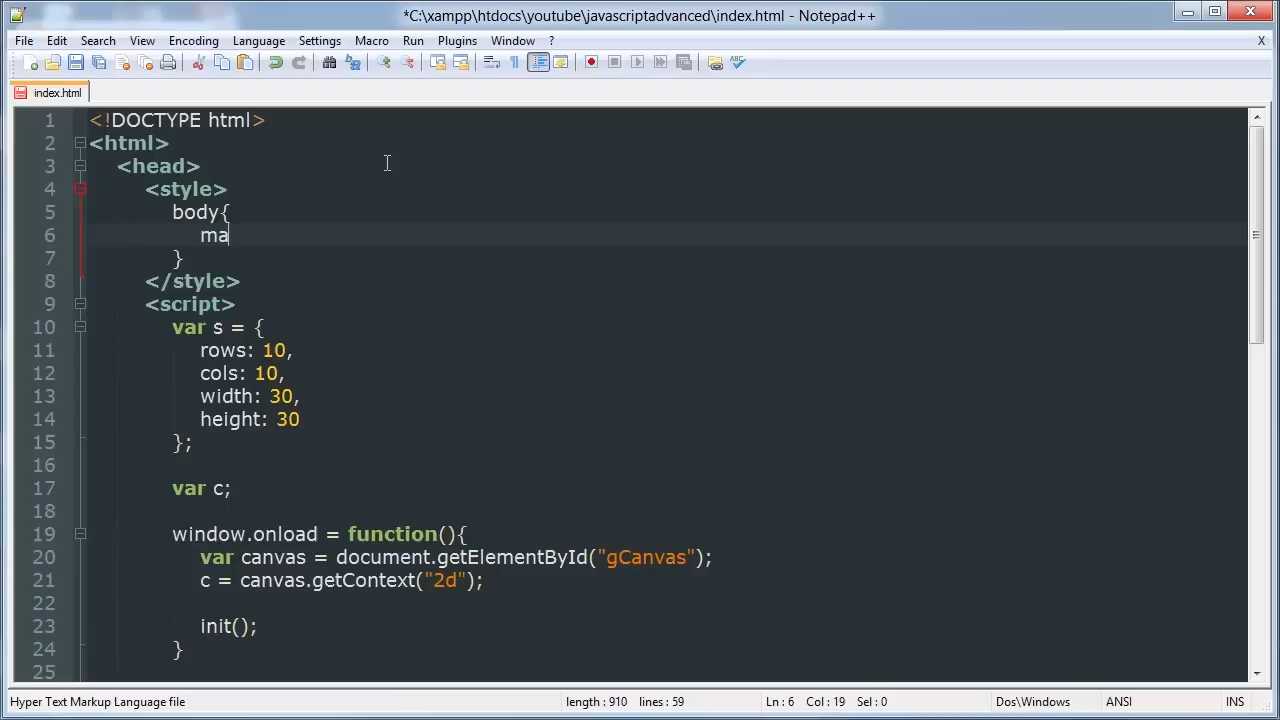 *C:\xampp\htdocs\youtube\javascriptadvanced\index.html - Notepad++
File Edit Search View Encoding Language Settings Macro Run Plugins Window ? X
index.html
1 <!DOCTYPE html>
2 <html>
3 <head>
4 <style>
5 body{
6 ma
7 }
8 </style>
9 <script>
10 var s = {
11 rows: 10,
12 cols: 10,
13 width: 30,
14 height: 30
15 };
16
17 var c;
18
19 window.onload = function(){
20 var canvas = document.getElementById("gCanvas");
21 c = canvas.getContext("2d");
22
23 init();
24 }
25
Hyper Text Markup Language file length : 910 lines : 59 Ln : 6 Col : 19 Sel : 0 Dos\Windows ANSI INS